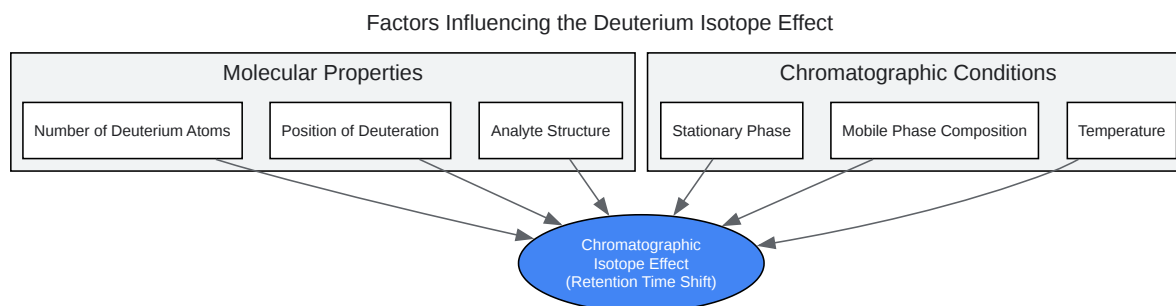 Factors Influencing the Deuterium Isotope Effect
Molecular Properties
Number of Deuterium Atoms
Position of Deuteration
Analyte Structure
Chromatographic Conditions
Stationary Phase
Mobile Phase Composition
Temperature
Chromatographic
Isotope Effect
(Retention Time Shift)